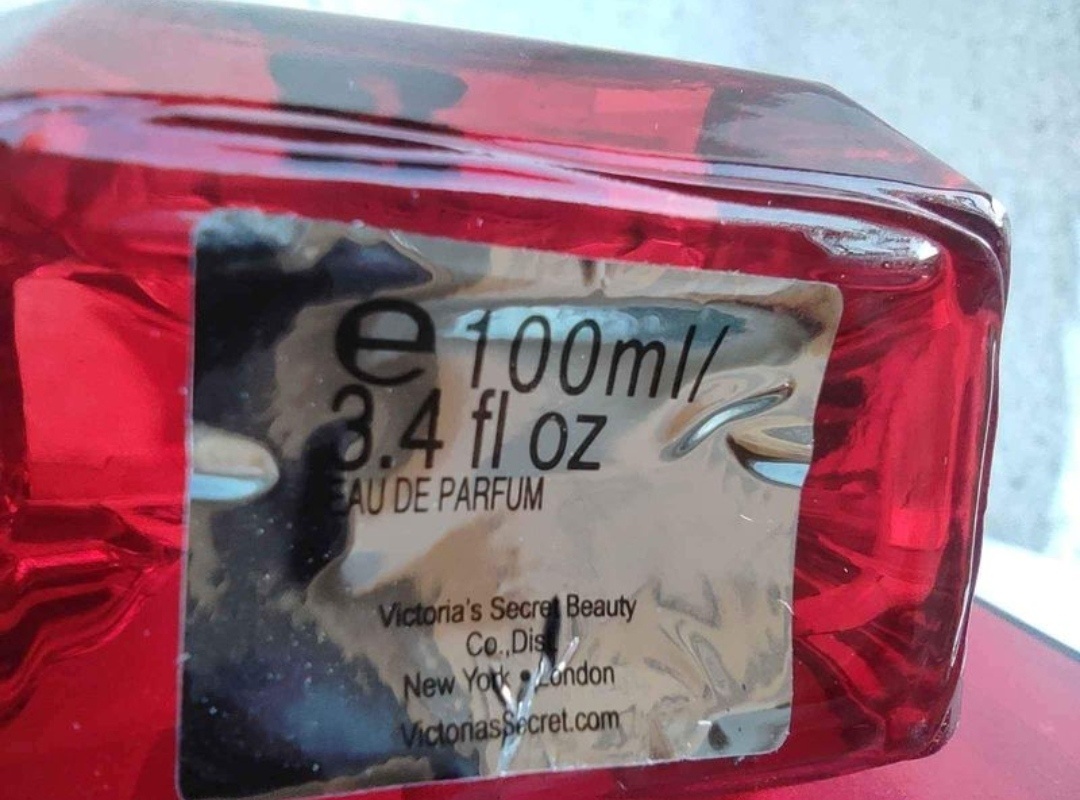 e 100ml/
3.4 fl oz
EAU DE PARFUM
Victoria's Secret Beauty
Co.,Dist.
New York • London
VictoriasSecret.com